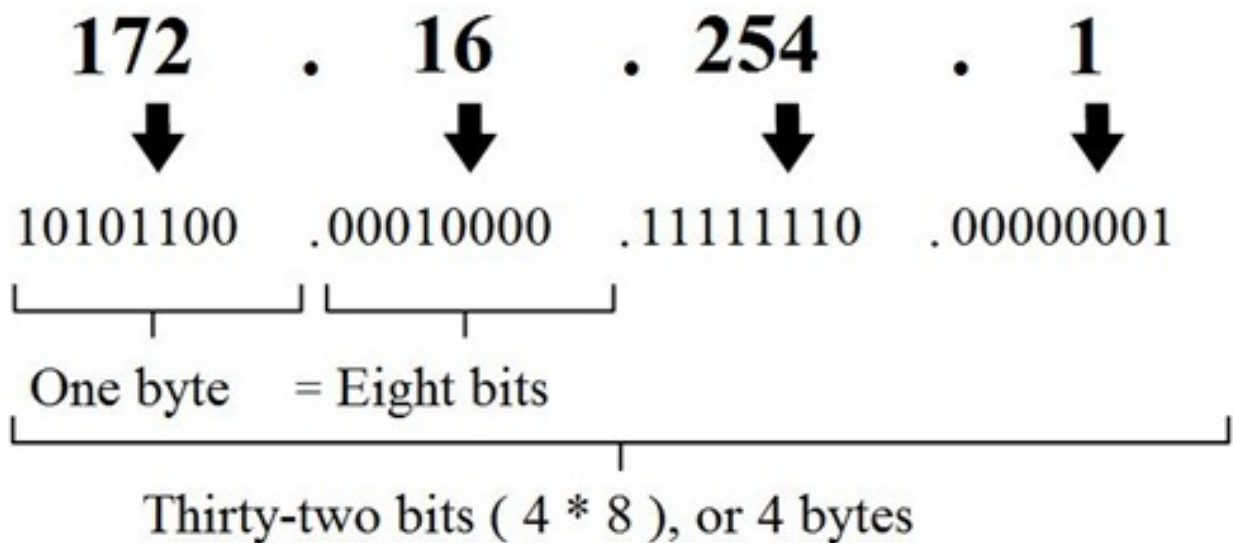 172 . 16 . 254 . 1
10101100 .00010000 .11111110 .00000001
One byte = Eight bits
Thirty-two bits ( 4 * 8 ), or 4 bytes